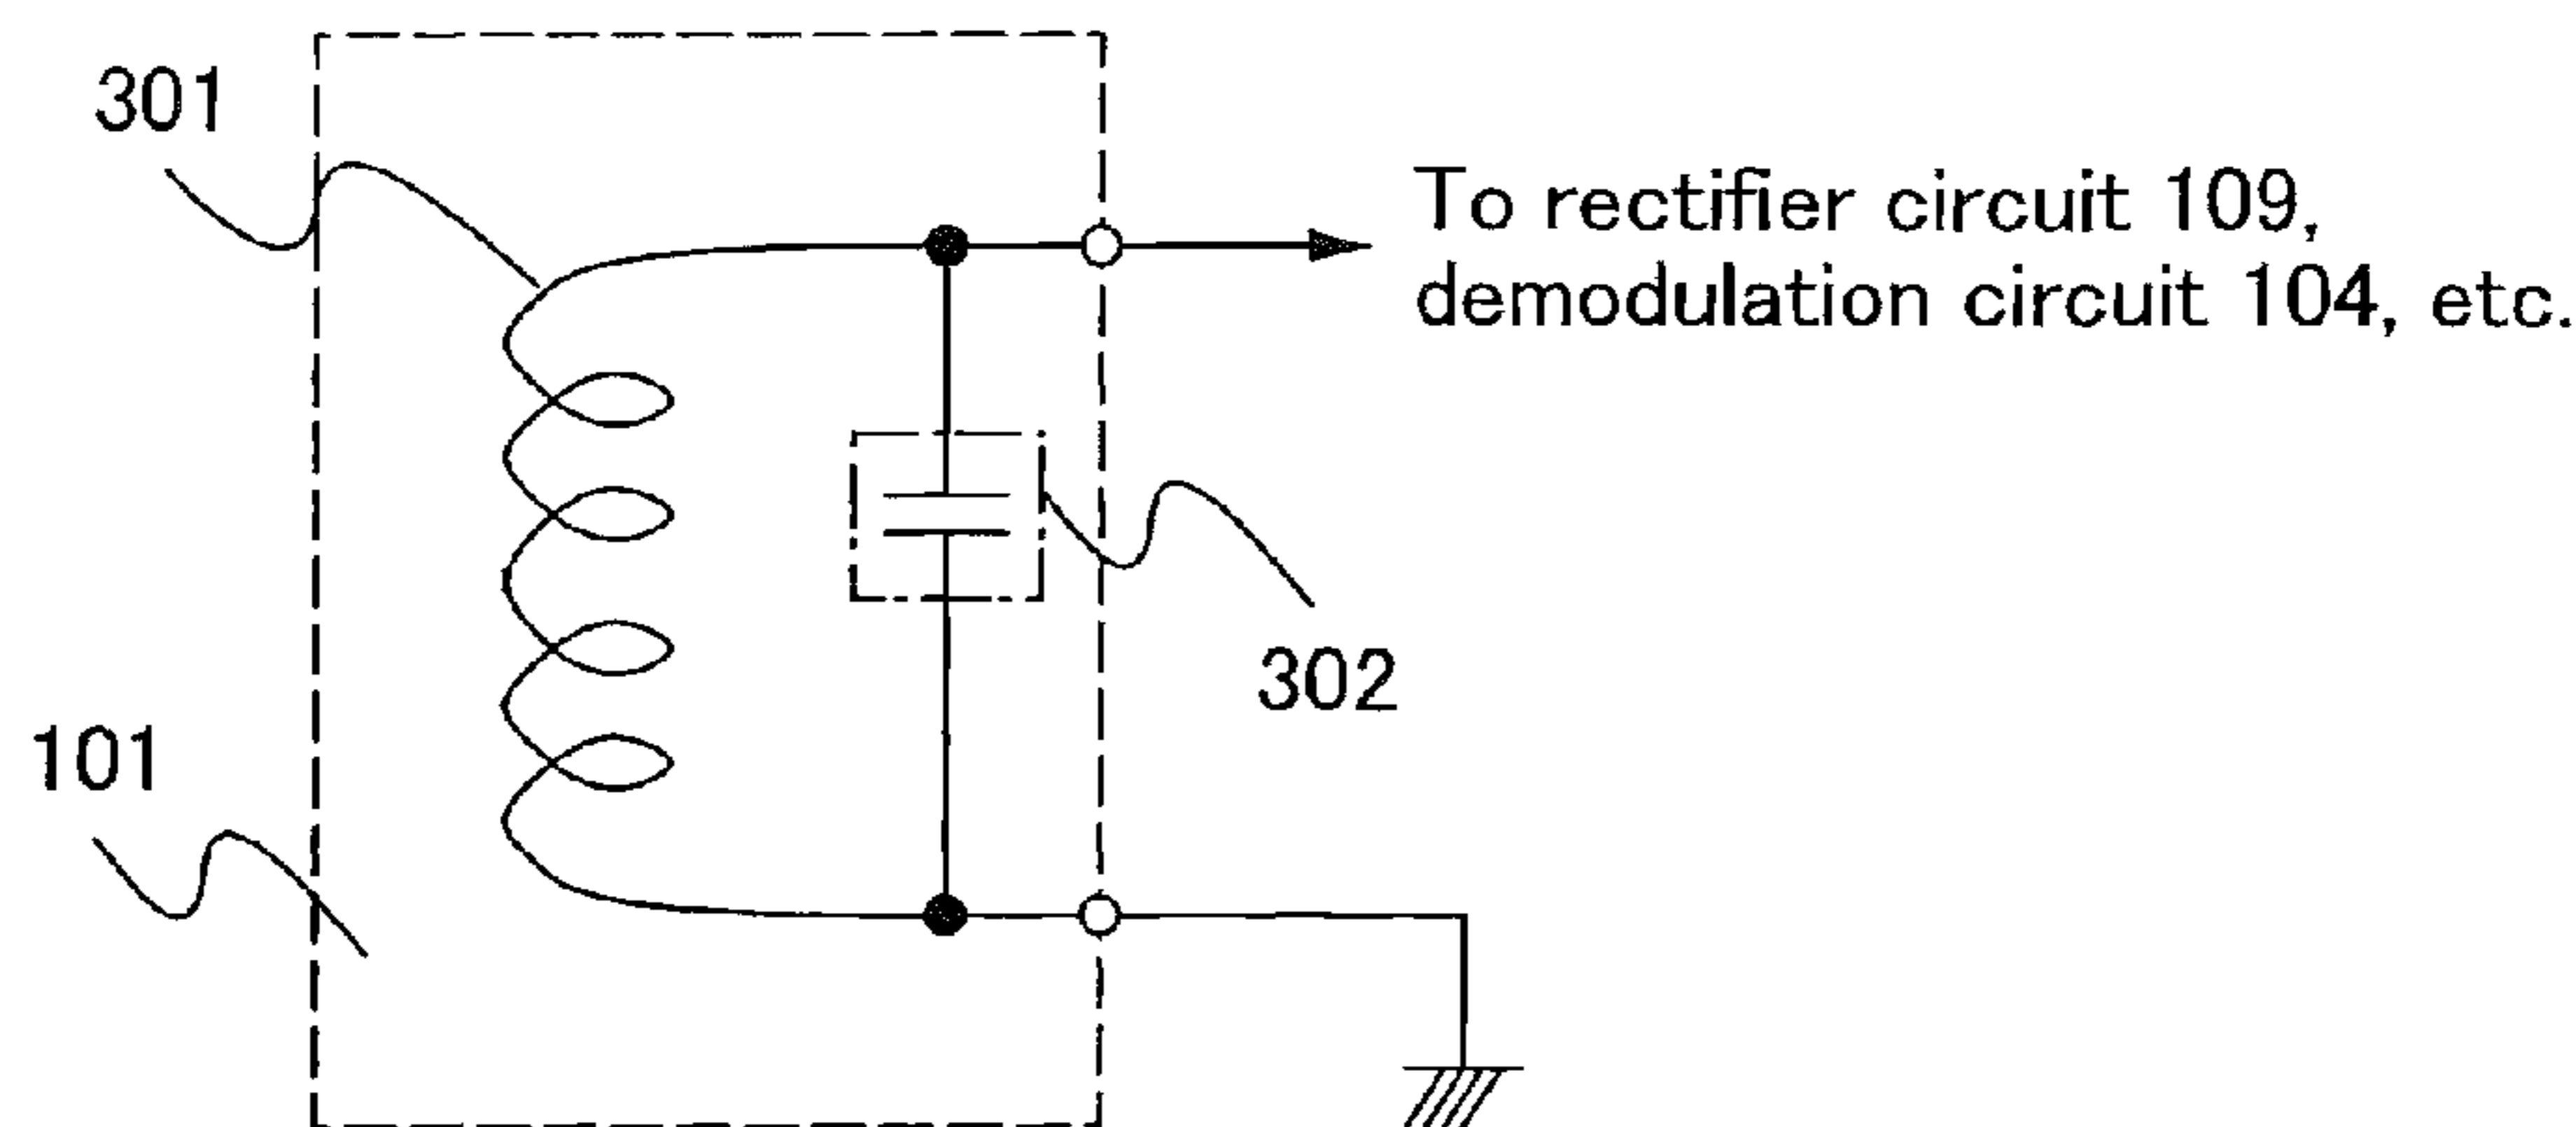 301
To rectifier circuit 109,
demodulation circuit 104, etc.
302
101